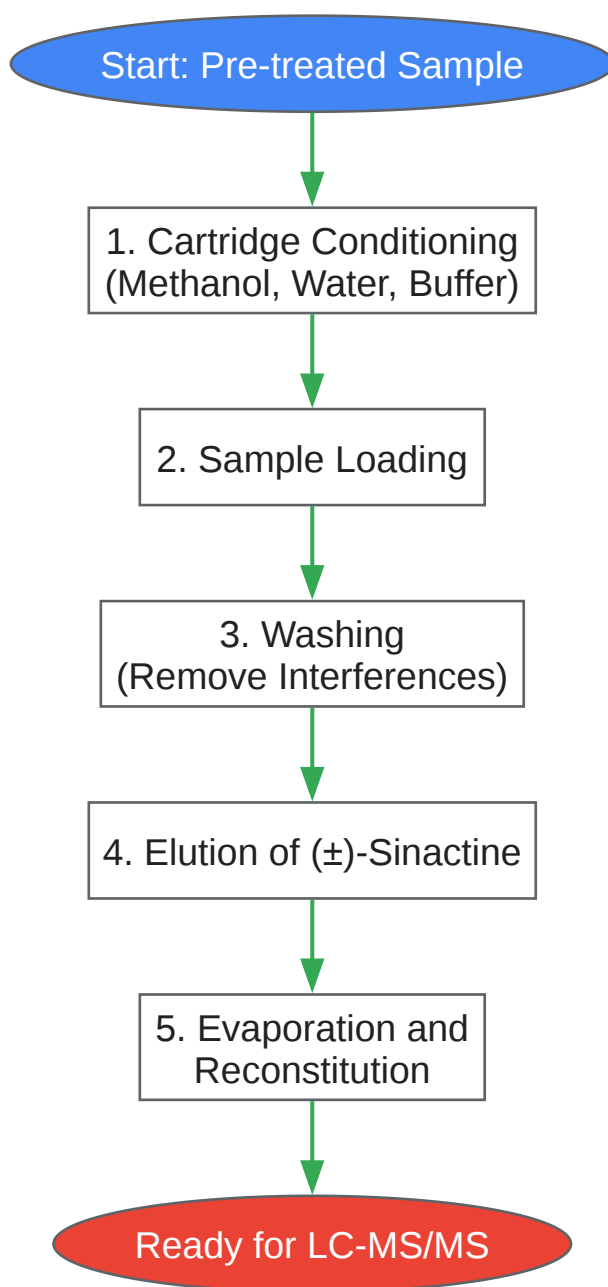 Start: Pre-treated Sample
1. Cartridge Conditioning
(Methanol, Water, Buffer)
2. Sample Loading
3. Washing
(Remove Interferences)
4. Elution of (±)-Sinactine
5. Evaporation and
Reconstitution
Ready for LC-MS/MS